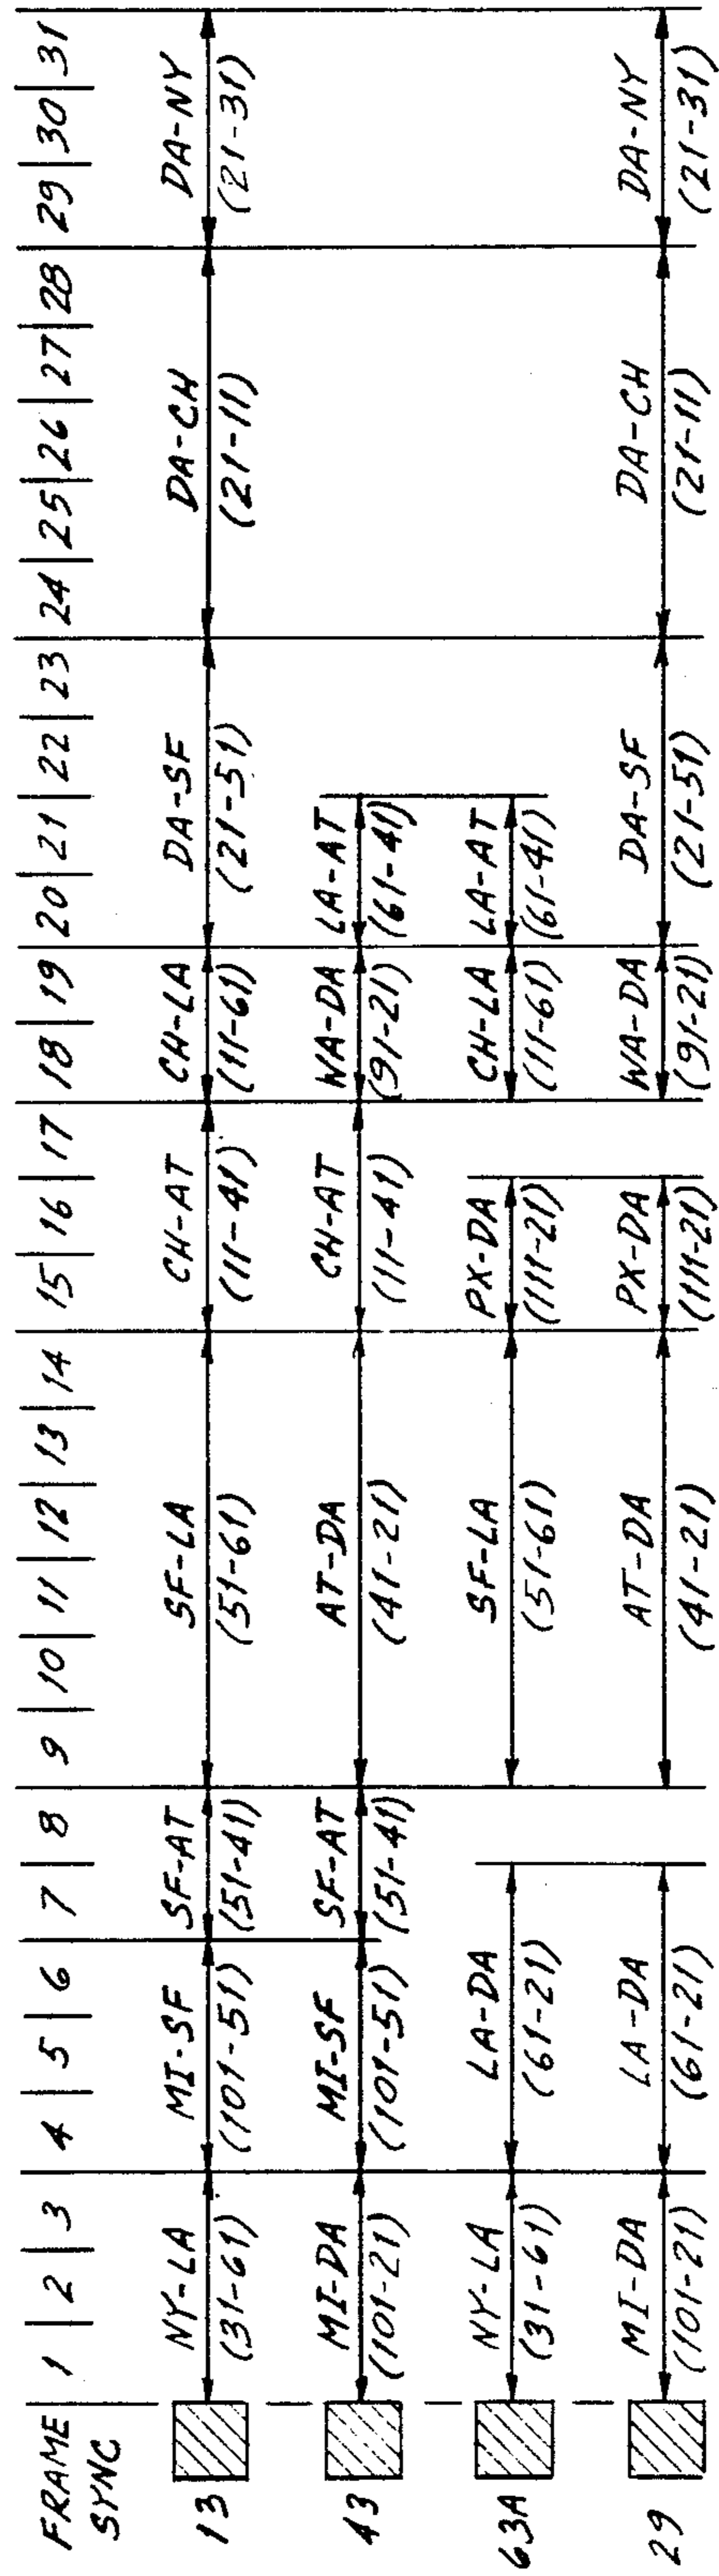 FRAME 1 | 2 | 3 4 | 5 | 6 7 | 8 9 | 10 | 11 | 12 | 13 | 14 15 | 16 | 17 18 | 19 20 | 21 | 22 | 23 24 | 25 | 26 | 27 | 28 29 | 30 | 31
SYNC
13 NY-LA MI-SF SF-AT SF-LA CH-AT CH-LA DA-SF DA-CH DA-NY
(31-61) (101-51) (51-41) (51-61) (11-41) (11-61) (21-51) (21-11) (21-31)
43 MI-DA MI-SF SF-AT AT-DA CH-AT WA-DA LA-AT
(101-21) (101-51) (51-41) (41-21) (11-41) (91-21) (61-41)
63A NY-LA LA-DA SF-LA PX-DA CH-LA LA-AT
(31-61) (61-21) (51-61) (111-21) (11-61) (61-41)
29 MI-DA LA-DA AT-DA PX-DA WA-DA DA-SF DA-CH DA-NY
(101-21) (61-21) (41-21) (111-21) (91-21) (21-51) (21-11) (21-31)